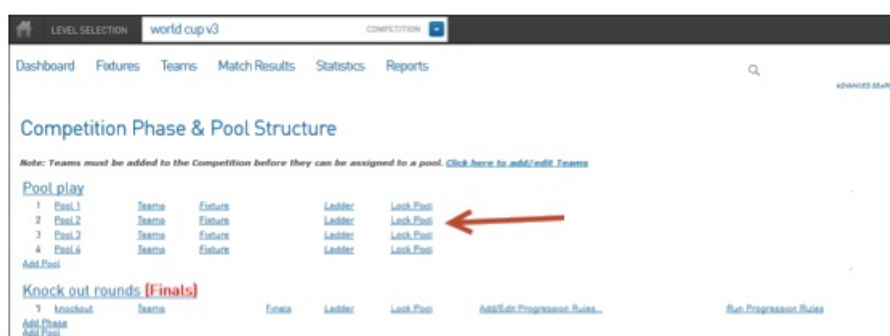 LEVEL SELECTION world cup v3 COMPETITION
Dashboard Fixtures Teams Match Results Statistics Reports
ADVANCED SEAR
Competition Phase & Pool Structure
Note: Teams must be added to the Competition before they can be assigned to a pool. Click here to add/edit Teams
Pool play
1 Pool 1 Teams Fixture Ladder Lock Pool
2 Pool 2 Teams Fixture Ladder Lock Pool
3 Pool 3 Teams Fixture Ladder Lock Pool
4 Pool 4 Teams Fixture Ladder Lock Pool
Add Pool
Knock out rounds (Finals)
knockout Teams Finals Ladder Lock Pool Add/Edit Progression Rules... Run Progression Rules
Add Phase
Add Pool